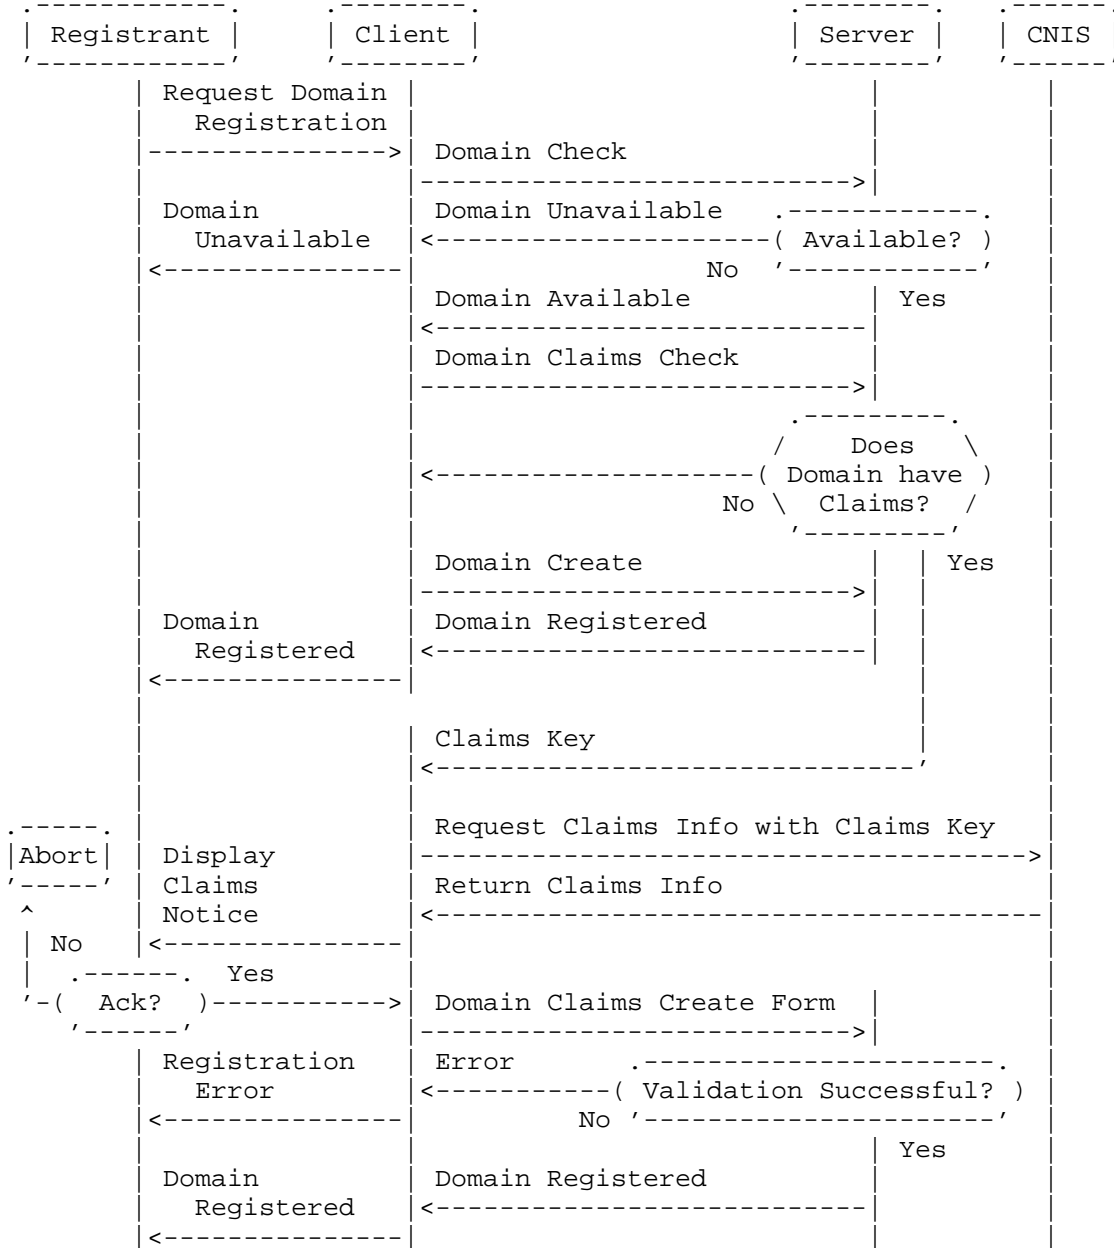 Registrant Client Server CNIS
Request Domain
Registration
Domain Check
Domain Domain Unavailable
Unavailable Available?
No
Domain Available Yes
Domain Claims Check
Does
Domain have
No Claims?
Domain Create Yes
Domain Domain Registered
Registered
Claims Key
Request Claims Info with Claims Key
Abort Display
Claims Return Claims Info
Notice
No
Yes
Ack? Domain Claims Create Form
Registration Error
Error Validation Successful?
No
Yes
Domain Domain Registered
Registered